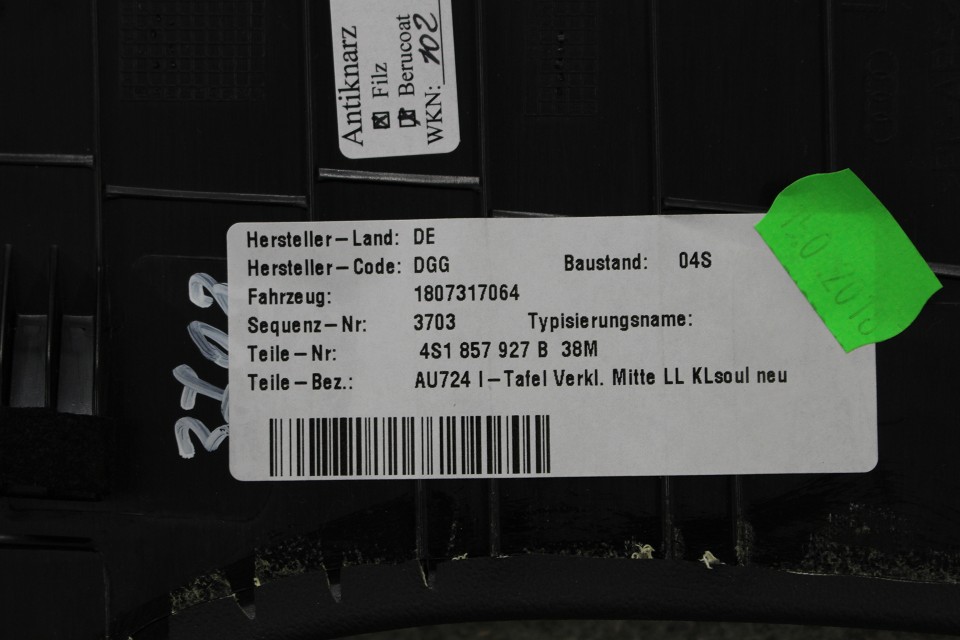 Antiknarz
Filz
Berucoat
WKN: 102
Hersteller-Land: DE
Hersteller-Code: DGG Baustand: 04S
Fahrzeug: 1807317064
Sequenz-Nr: 3703 Typisierungsname:
Teile-Nr: 4S1 857 927 B 38M
Teile-Bez.: AU724 I-Tafel Verkl. Mitte LL KLsoul neu